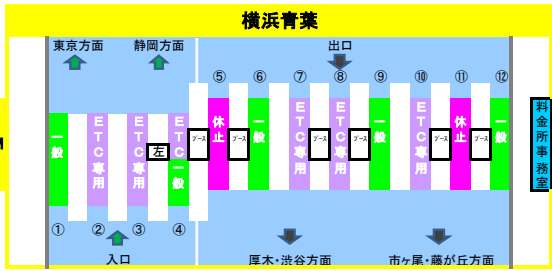 横浜青葉
東京方面
静岡方面
出口
⑤
⑥
⑦
⑧
⑨
⑩
⑪
⑫
一般
ETC専用
ETC専用
ETC一般
休止
一般
ETC専用
ETC専用
一般
ETC専用
休止
一般
左
ブース
ブース
ブース
ブース
ブース
ブース
料金所事務室
①
②
③
④
入口
厚木・渋谷方面
市ヶ尾・藤が丘方面